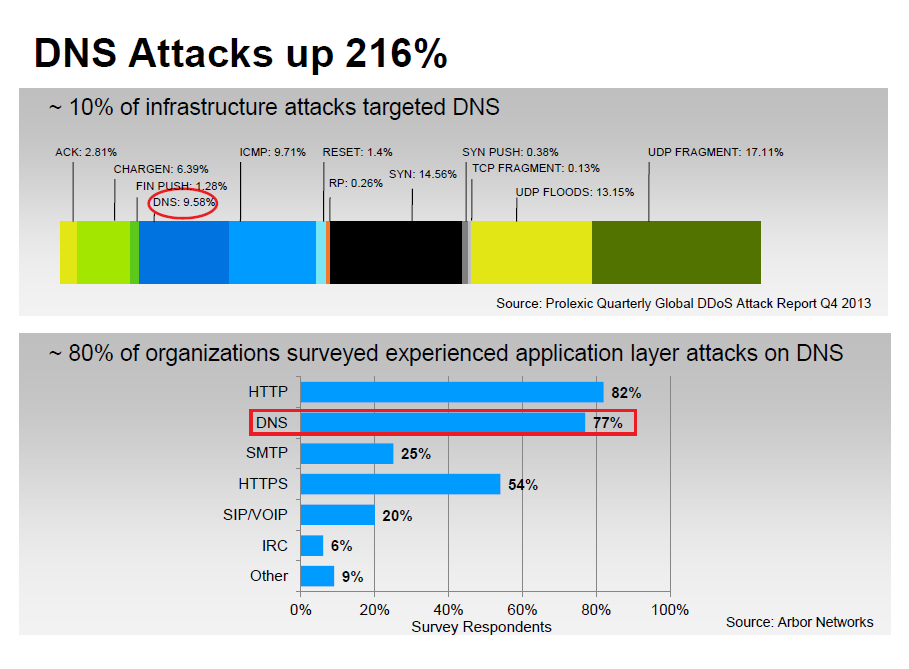 DNS Attacks up 216%
~ 10% of infrastructure attacks targeted DNS
ACK: 2.81%
ICMP: 9.71%
RESET: 1.4%
SYN PUSH: 0.38%
UDP FRAGMENT: 17.11%
CHARGEN: 6.39%
TCP FRAGMENT: 0.13%
SYN: 14.56%
FIN PUSH: 1.28%
RP: 0.26%
UDP FLOODS: 13.15%
DNS: 9.58%
Source: Prolexic Quarterly Global DDoS Attack Report Q4 2013
~ 80% of organizations surveyed experienced application layer attacks on DNS
HTTP 82%
DNS 77%
SMTP 25%
HTTPS 54%
SIP/VOIP 20%
IRC 6%
Other 9%
0% 20% 40% 60% 80% 100%
Survey Respondents
Source: Arbor Networks